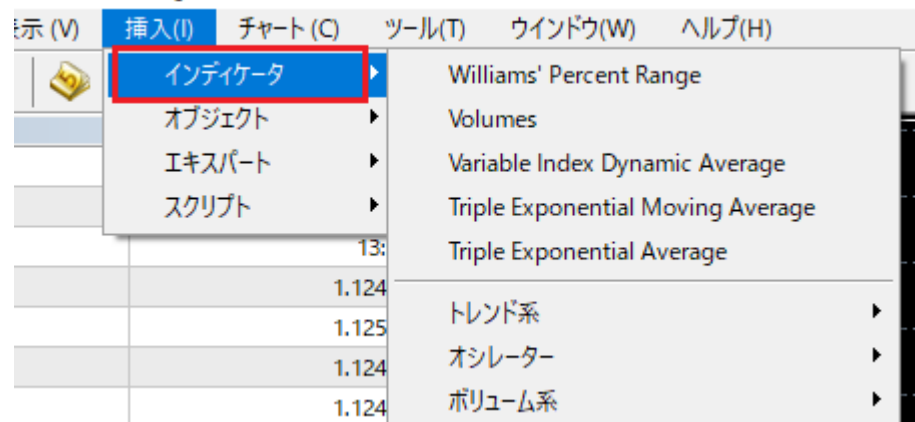 表示 (V) 挿入(I) チャート (C) ツール(T) ウインドウ(W) ヘルプ(H)
インディケータ
オブジェクト
エキスパート
スクリプト
Williams' Percent Range
Volumes
Variable Index Dynamic Average
Triple Exponential Moving Average
Triple Exponential Average
トレンド系
オシレーター
ボリューム系
13:
1.124
1.125
1.124
1.124